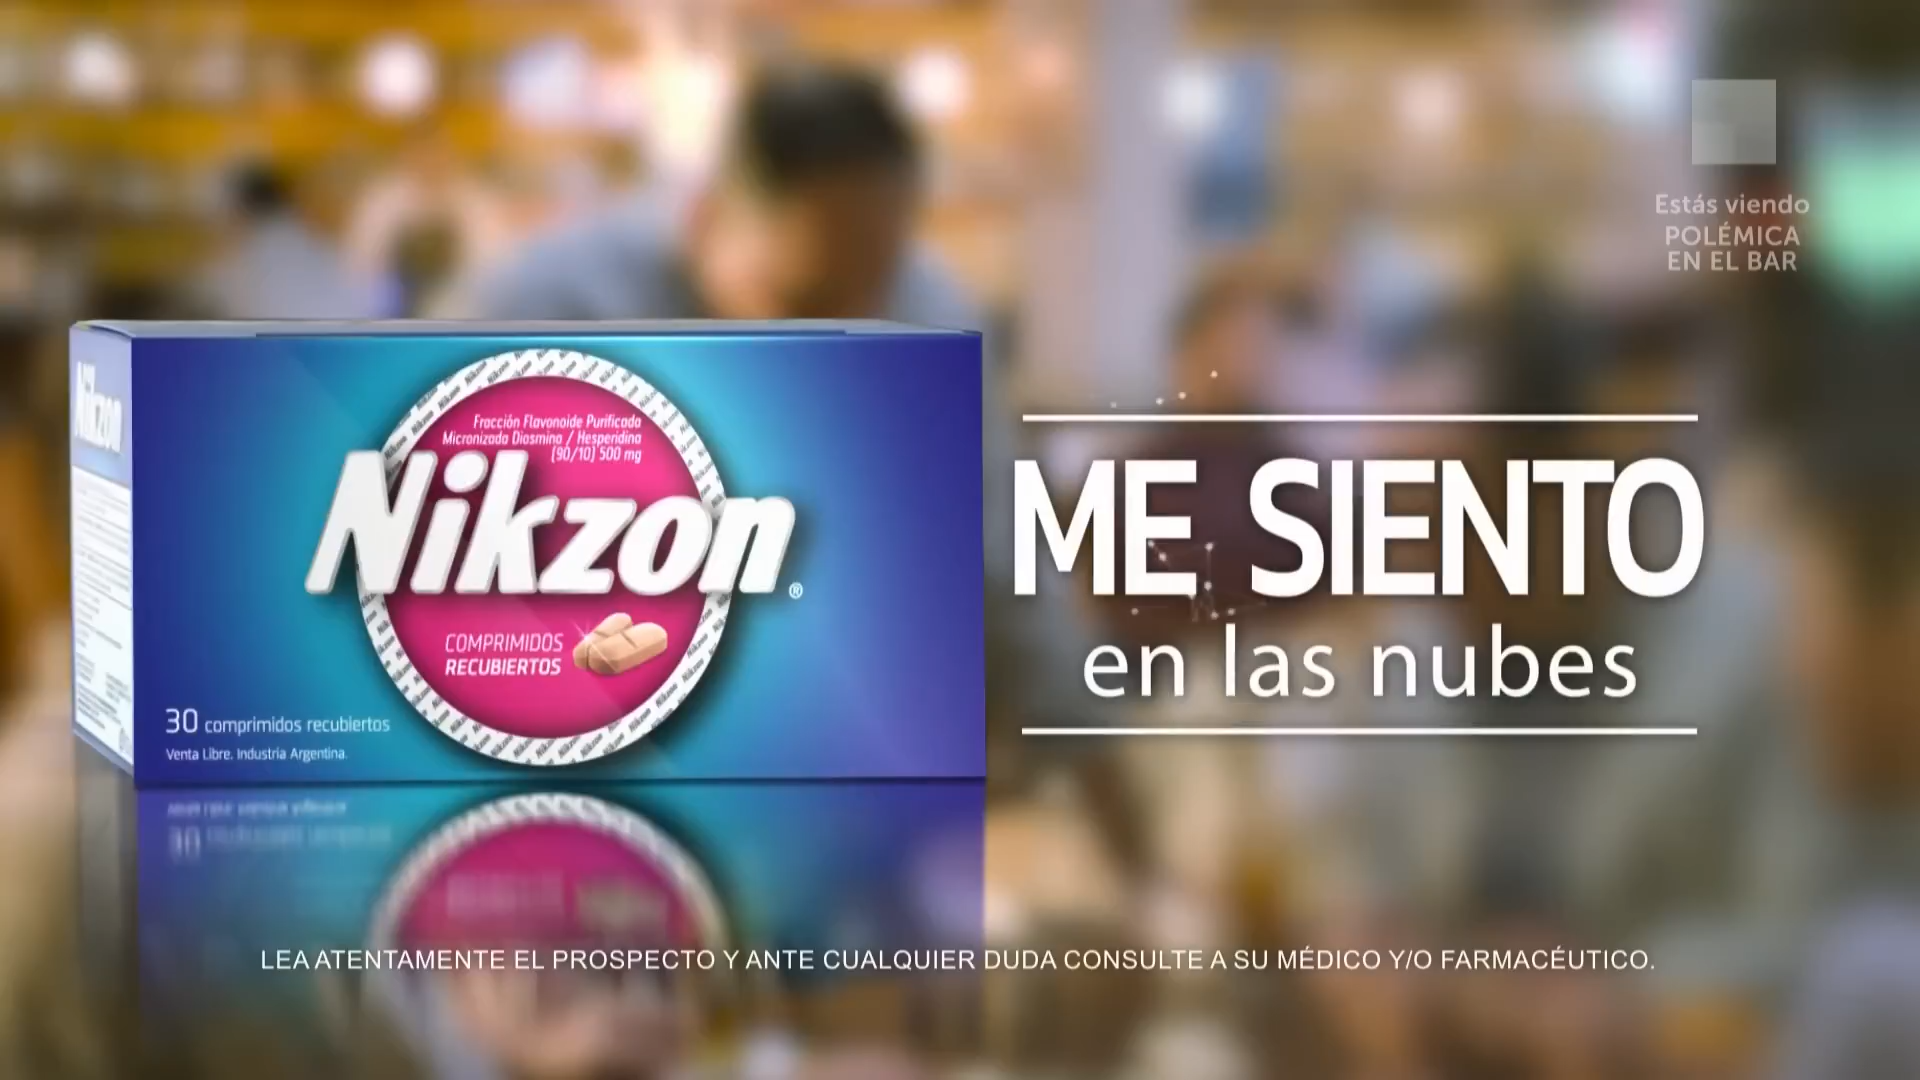 Estás viendo
POLÉMICA
EN EL BAR
Nikzon
Fracción Flavonoide Purificada
Micronizada Diosmina / Hesperidina
(90/10) 500 mg
Nikzon®
COMPRIMIDOS
RECUBIERTOS
30 comprimidos recubiertos
Venta Libre. Industria Argentina.
ME SIENTO
en las nubes
LEA ATENTAMENTE EL PROSPECTO Y ANTE CUALQUIER DUDA CONSULTE A SU MÉDICO Y/O FARMACÉUTICO.